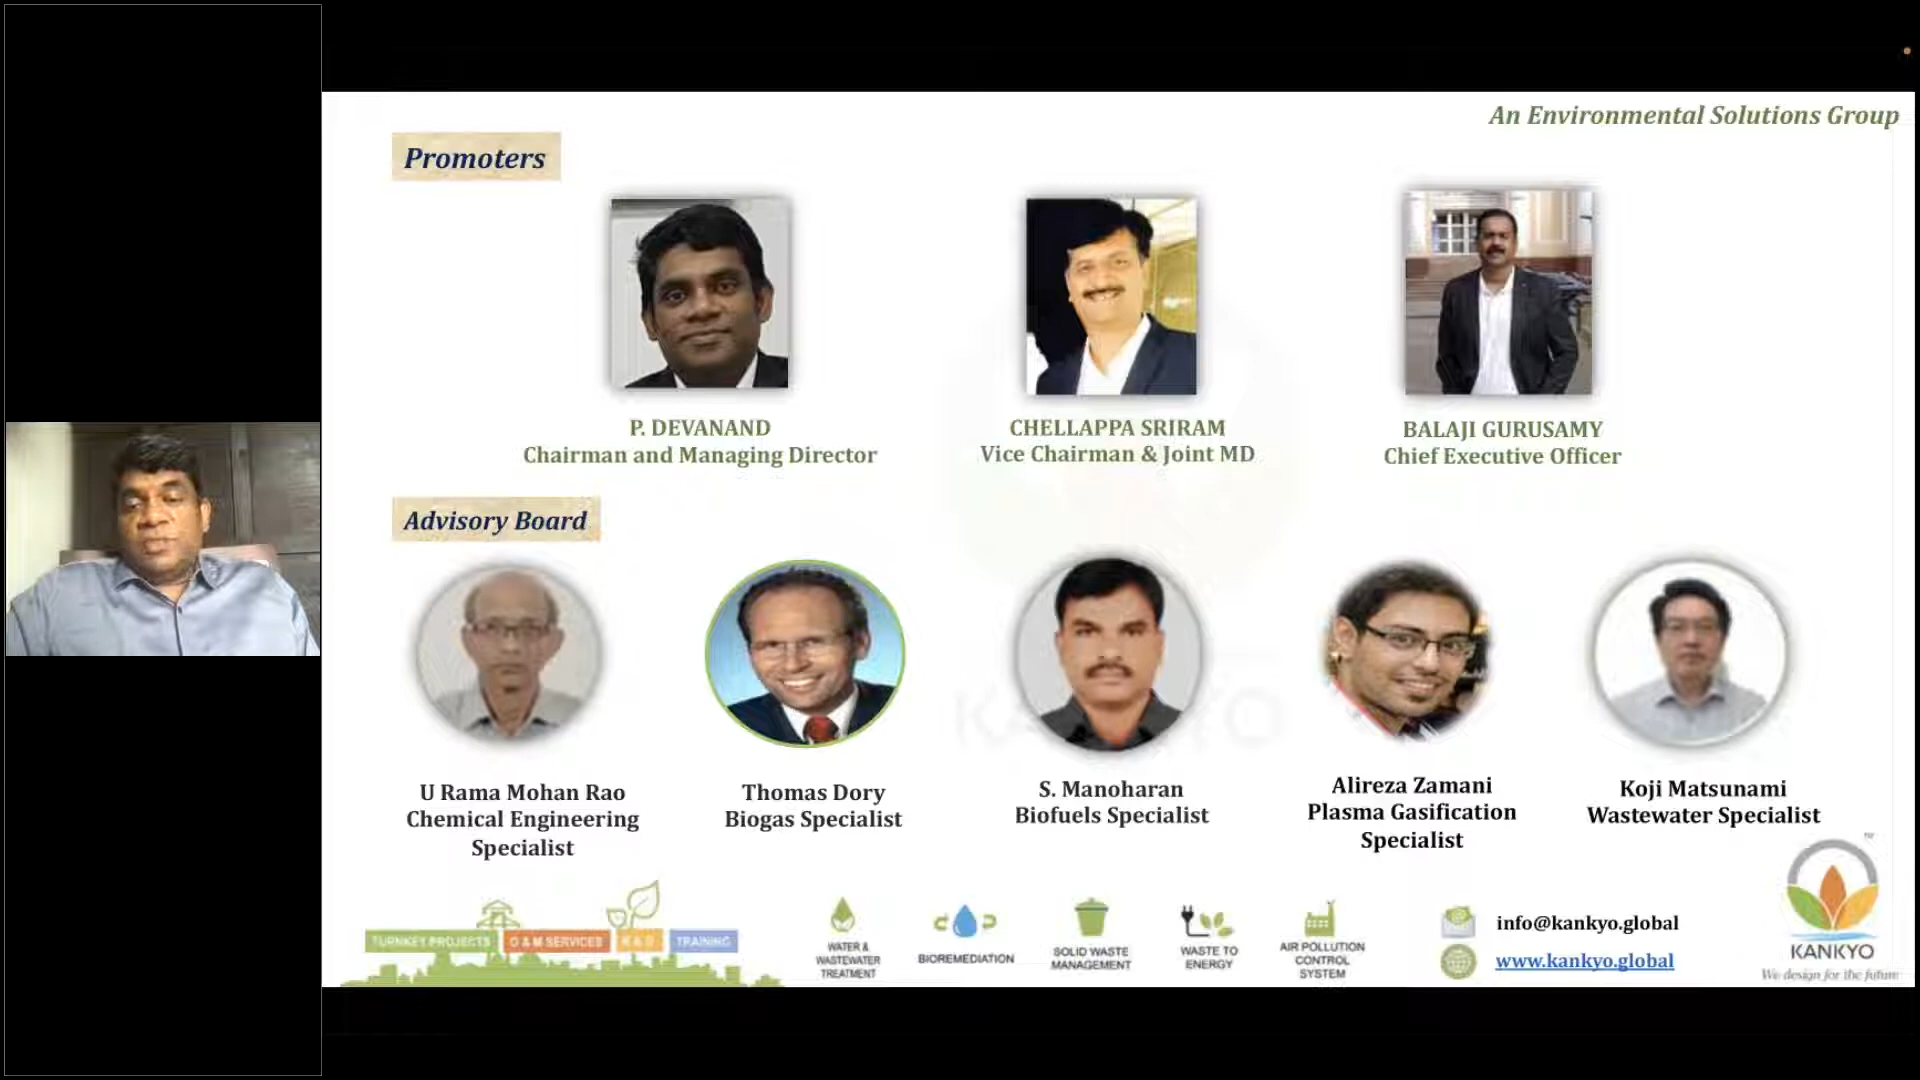 An Environmental Solutions Group
Promoters
P. DEVANAND
Chairman and Managing Director
CHELLAPPA SRIRAM
Vice Chairman & Joint MD
BALAJI GURUSAMY
Chief Executive Officer
Advisory Board
U Rama Mohan Rao
Chemical Engineering
Specialist
Thomas Dory
Biogas Specialist
S. Manoharan
Biofuels Specialist
Alireza Zamani
Plasma Gasification
Specialist
Koji Matsunami
Wastewater Specialist
KANKYO
TURNKEY PROJECTS
O & M SERVICES
R & D
TRAINING
WATER &
WASTEWATER
TREATMENT
BIOREMEDIATION
SOLID WASTE
MANAGEMENT
WASTE TO
ENERGY
AIR POLLUTION
CONTROL
SYSTEM
info@kankyo.global
www.kankyo.global
TM
KANKYO
We design for the future